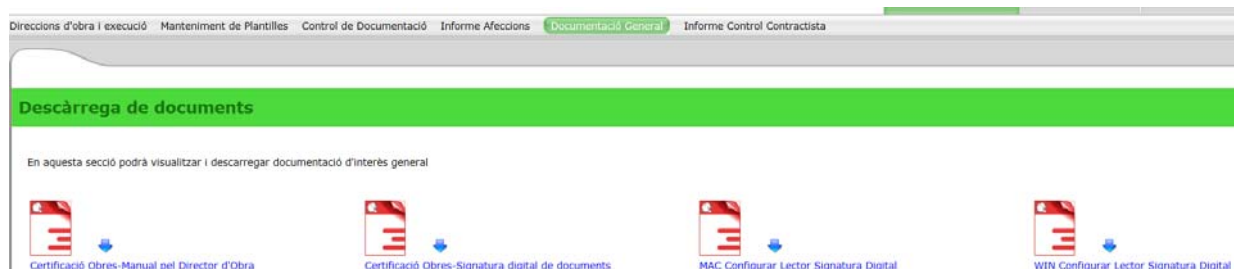 Direccions d'obra i execució Manteniment de Plantilles Control de Documentació Informe Afeccions Documentació General Informe Control Contractista
Descàrrega de documents
En aquesta secció podrà visualitzar i descarregar documentació d'interès general
Certificació Obres-Manual pel Director d'Obra Certificació Obres-Signatura digital de documents MAC Configurar Lector Signatura Digital WIN Configurar Lector Signatura Digital